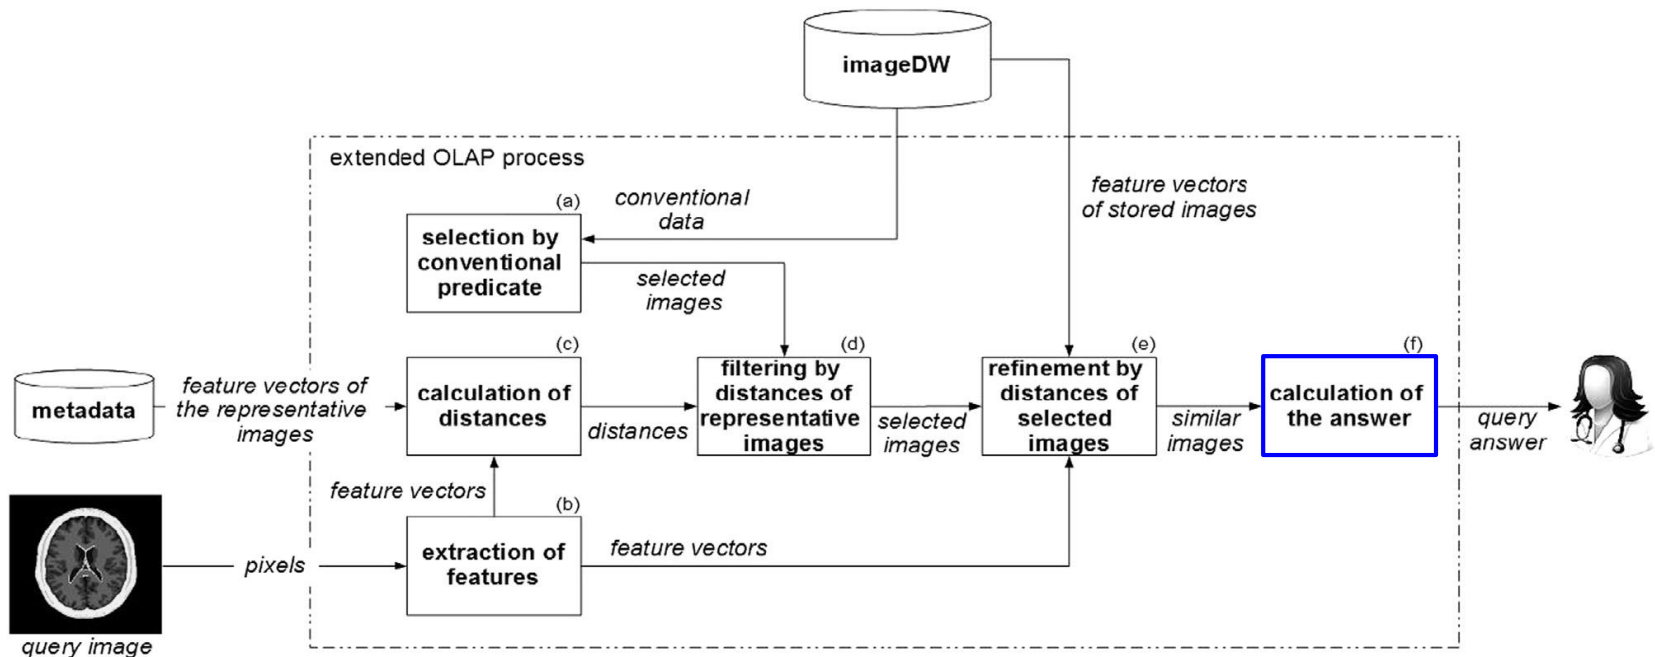 imageDW
extended OLAP process
conventional
data
feature vectors
of stored images
(a)
selection by
conventional
predicate
selected
images
metadata
feature vectors of
the representative
images
(c)
calculation of
distances
distances
(d)
filtering by
distances of
representative
images
selected
images
(e)
refinement by
distances of
selected
images
similar
images
(f)
calculation of
the answer
query
answer
feature vectors
(b)
extraction of
features
feature vectors
pixels
query image